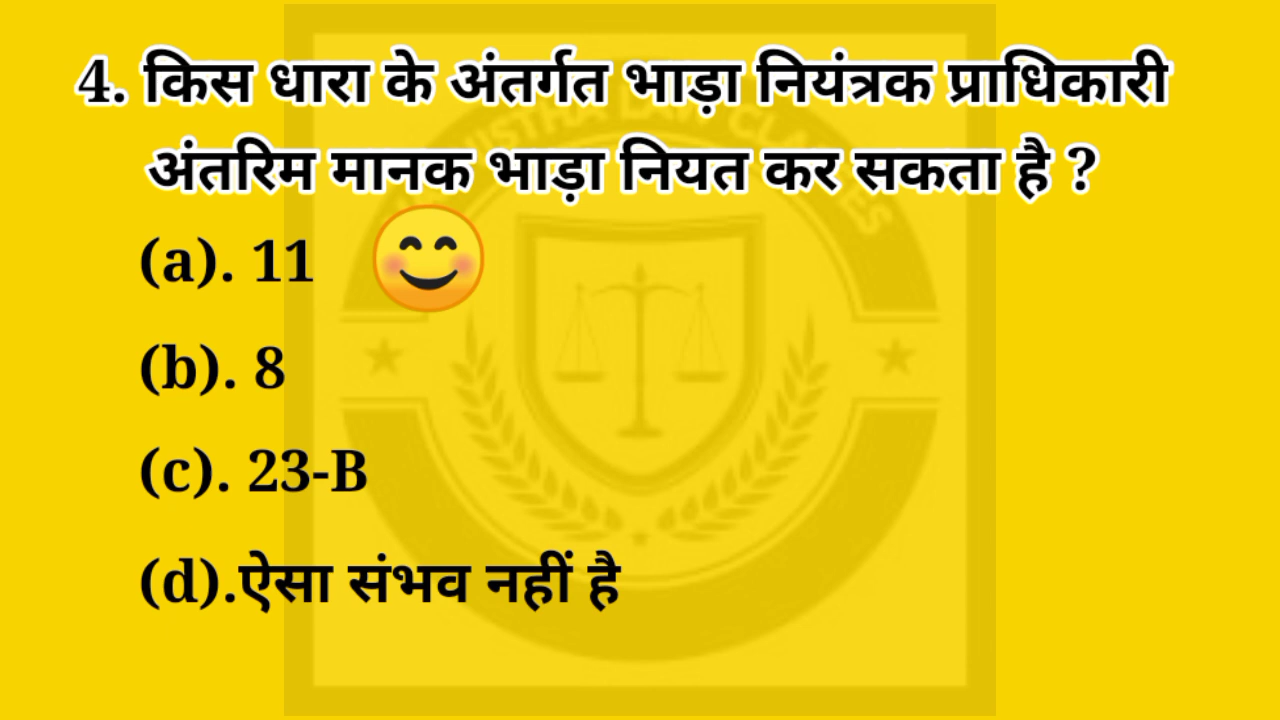 4. किस धारा के अंतर्गत भाड़ा नियंत्रक प्राधिकारी
अंतरिम मानक भाड़ा नियत कर सकता है ?
(a). 11
(b). 8
(c). 23-B
(d).ऐसा संभव नहीं है